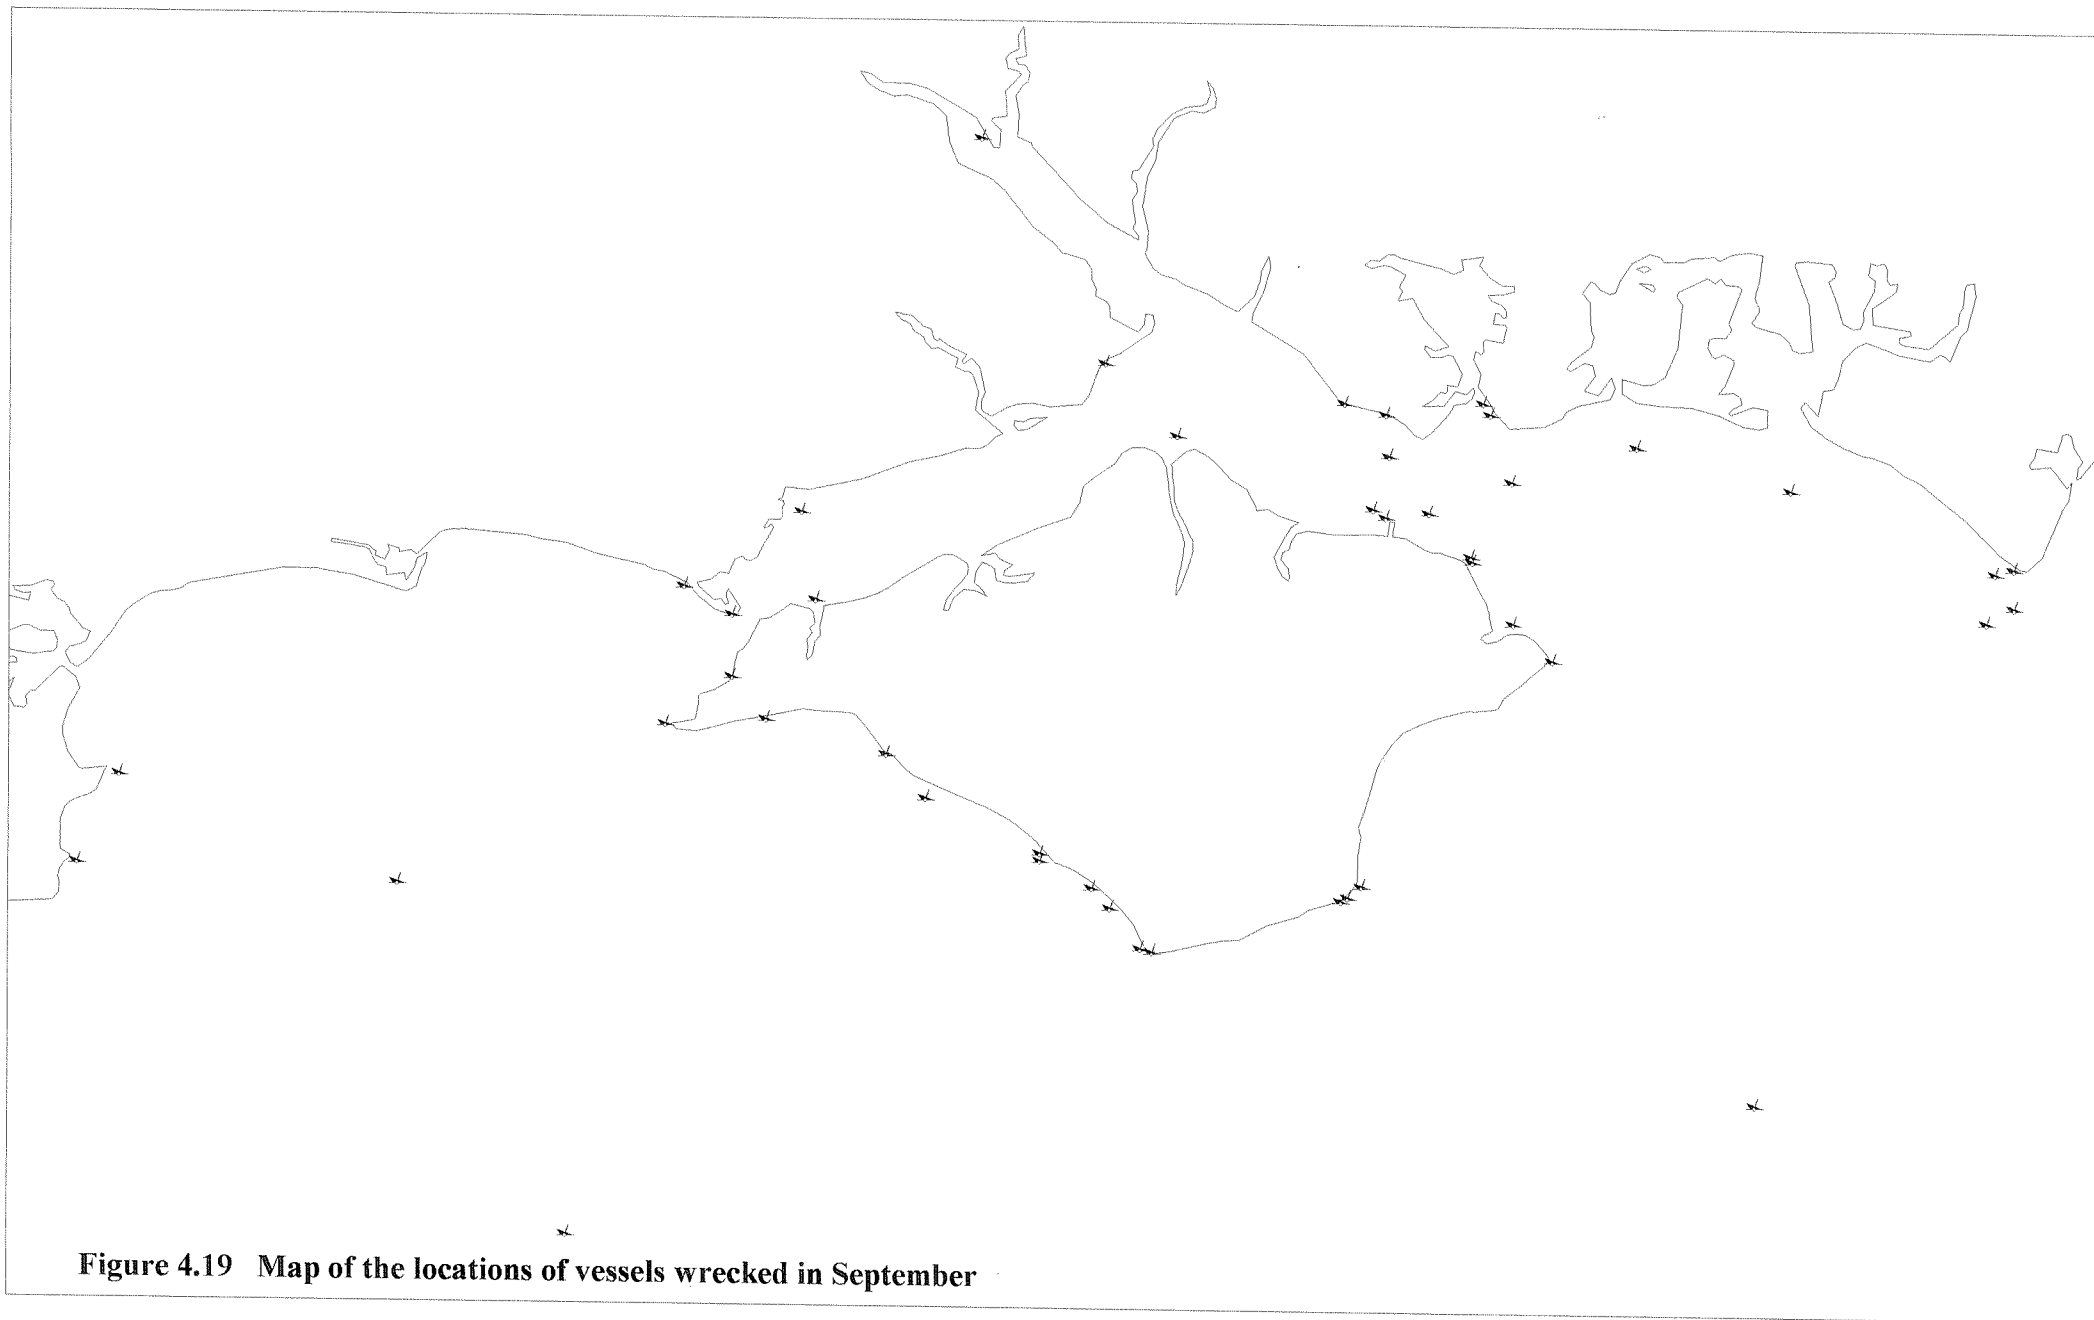 Figure 4.19 Map of the locations of vessels wrecked in September